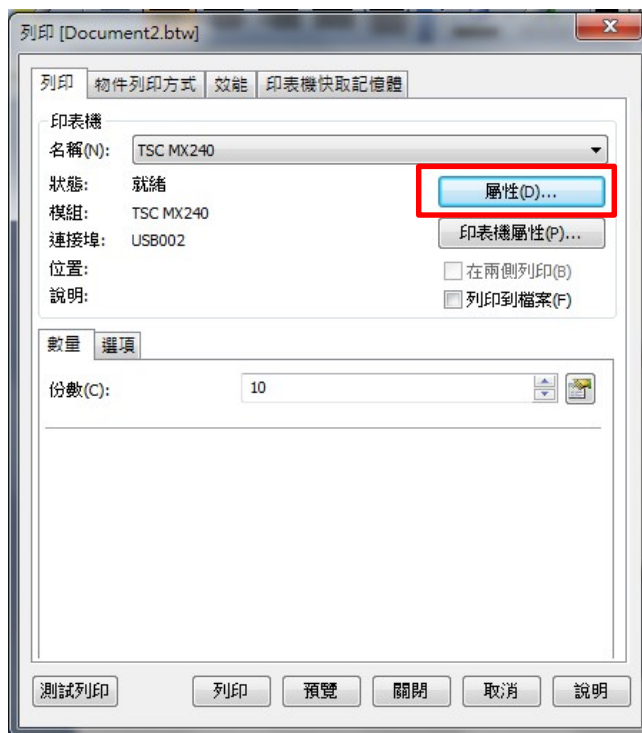 列印 [Document2.btw]
列印 物件列印方式 效能 印表機快取記憶體
印表機
名稱(N): TSC MX240
狀態: 就緒 屬性(D)...
模組: TSC MX240
連接埠: USB002 印表機屬性(P)...
位置: 在兩側列印(B)
說明: 列印到檔案(F)
數量 選項
份數(C): 10
測試列印 列印 預覽 關閉 取消 說明